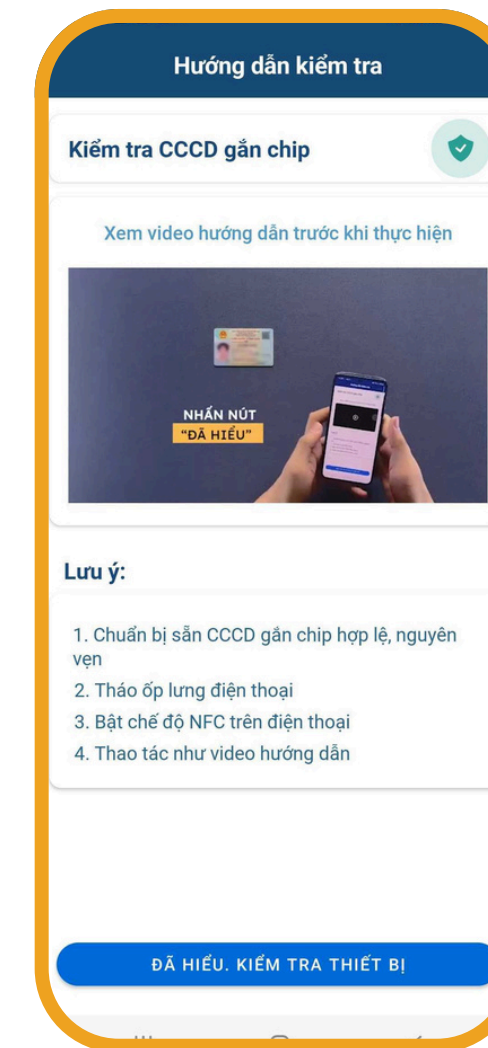 Hướng dẫn kiểm tra
Kiểm tra CCCD gắn chip
Xem video hướng dẫn trước khi thực hiện
NHẤN NÚT
“ĐÃ HIỂU”
Lưu ý:
1. Chuẩn bị sẵn CCCD gắn chip hợp lệ, nguyên
vẹn
2. Tháo ốp lưng điện thoại
3. Bật chế độ NFC trên điện thoại
4. Thao tác như video hướng dẫn
ĐÃ HIỂU. KIỂM TRA THIẾT BỊ